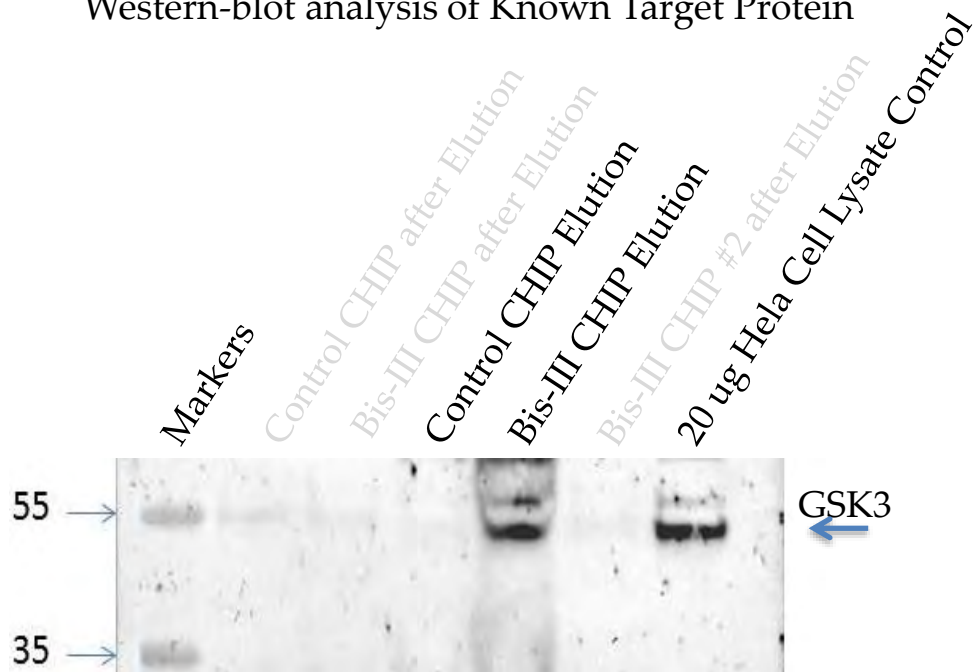 Western-blot analysis of Known Target Protein
Markers
Control CHIP after Elution
Bis-III CHIP after Elution
Control CHIP Elution
Bis-III CHIP Elution
Bis-III CHIP #2 after Elution
20 ug Hela Cell Lysate Control
55
GSK3
35